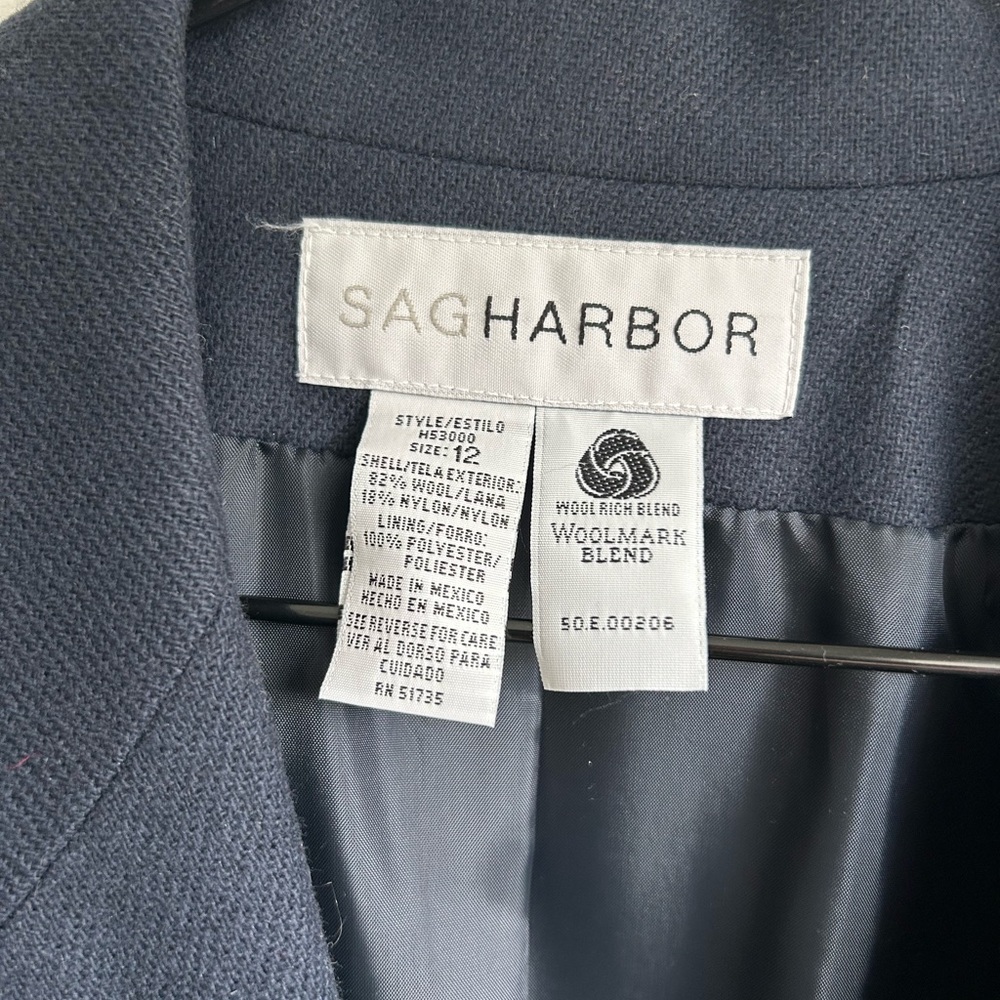 SAGHARBOR
STYLE/ESTILO
H53000
SIZE: 12
SHELL/TELA EXTERIOR:
82% WOOL/LANA
18% NYLON/NYLON
LINING/FORRO:
100% POLYESTER/
POLIESTER
MADE IN MEXICO
HECHO EN MEXICO
SEE REVERSE FOR CARE
VER AL DORSO PARA
CUIDADO
RN 51735
WOOL RICH BLEND
WOOLMARK
BLEND
50.E.00206